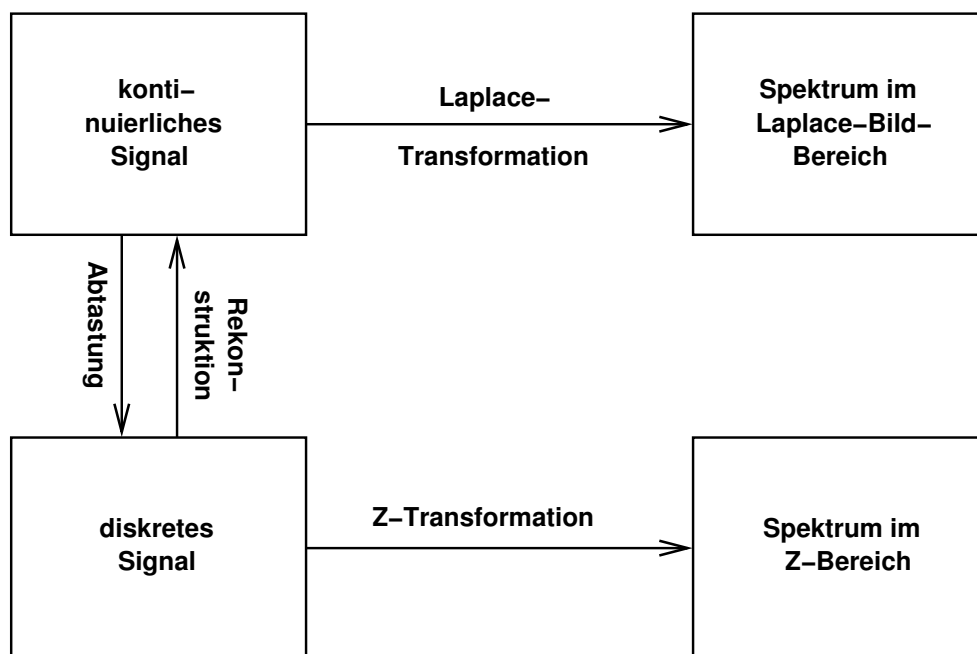 konti–
nuierliches
Signal
Laplace–
Transformation
Spektrum im
Laplace–Bild–
Bereich
Abtastung
Rekon–
struktion
diskretes
Signal
Z–Transformation
Spektrum im
Z–Bereich